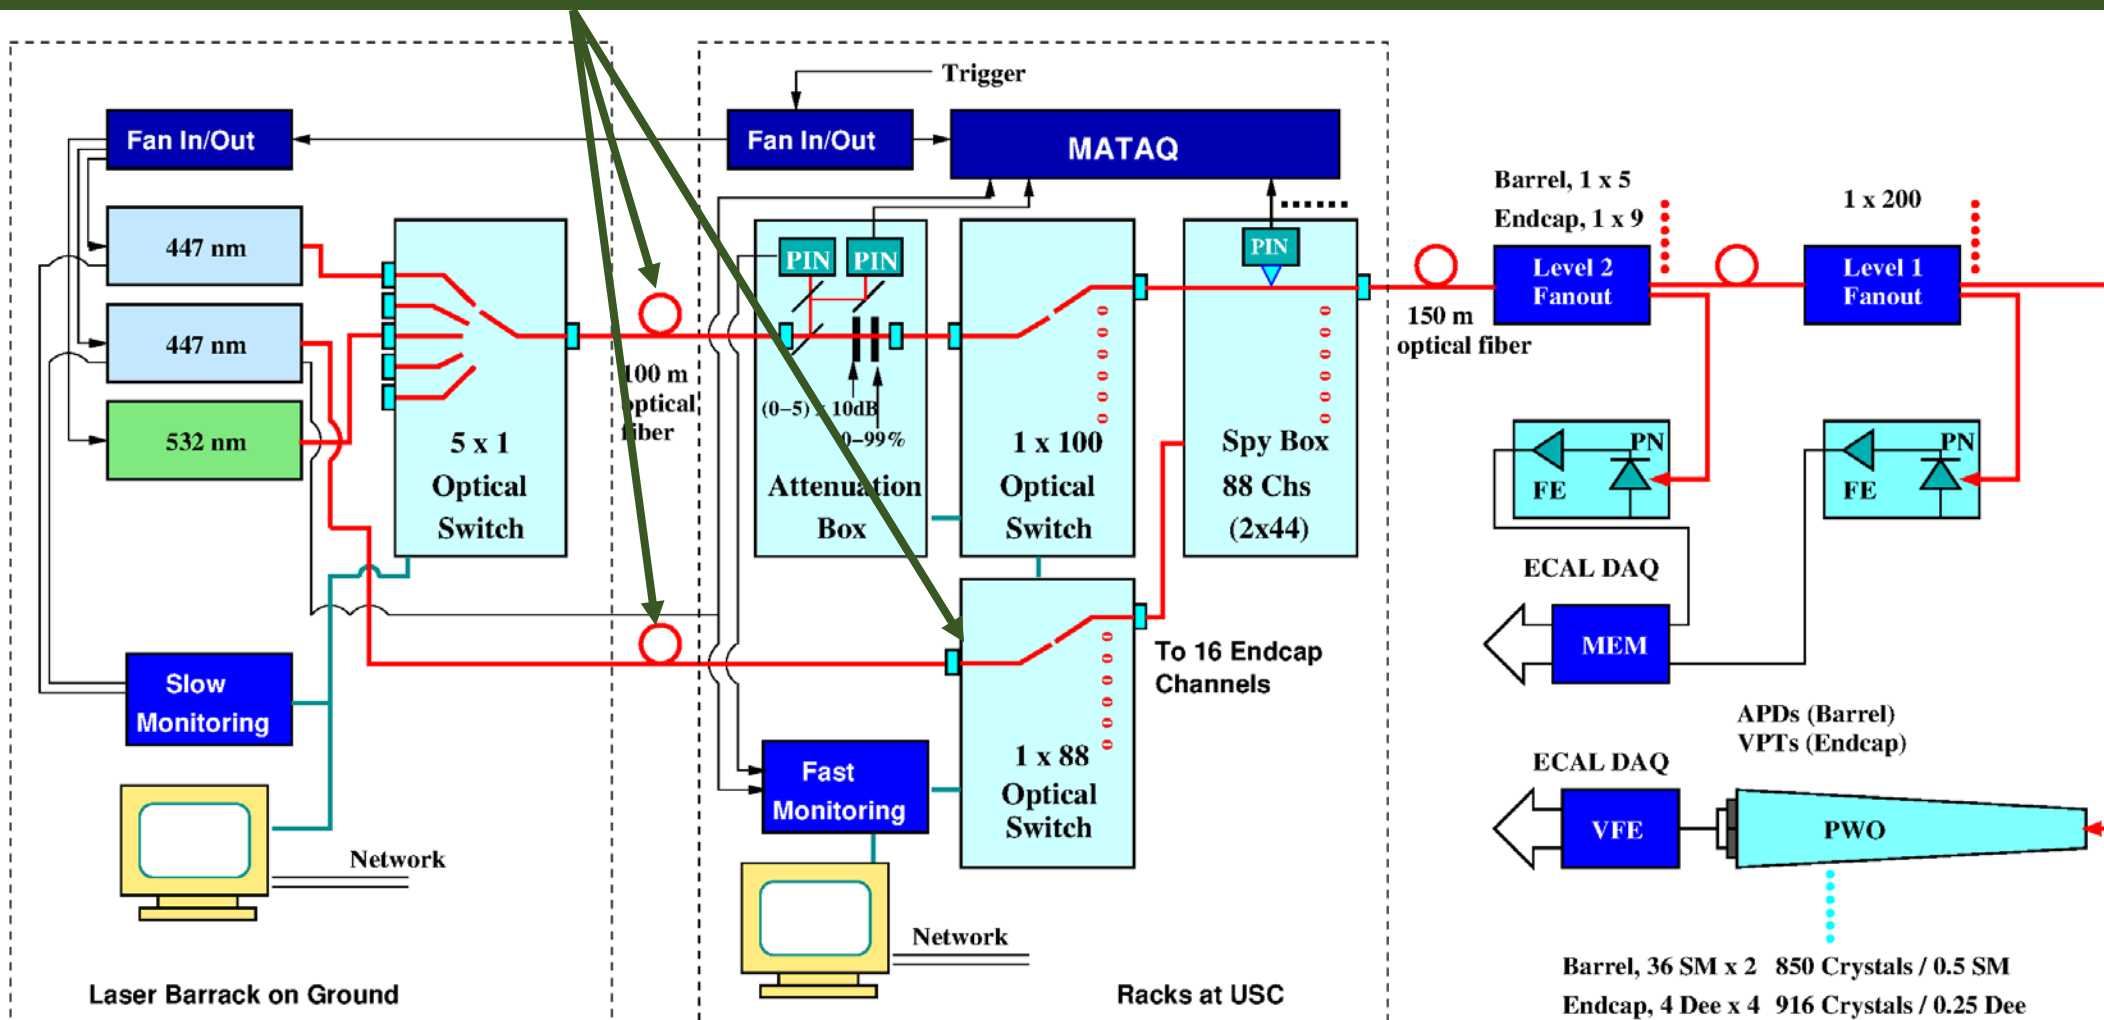 Trigger
Fan In/Out
Fan In/Out
MATAQ
447 nm
447 nm
532 nm
5 x 1
Optical
Switch
100 m
optical
fiber
PIN
PIN
(0−5) x 10dB
0−99%
Attenuation
Box
1 x 100
Optical
Switch
PIN
Spy Box
88 Chs
(2x44)
Barrel, 1 x 5
Endcap, 1 x 9
Level 2
Fanout
1 x 200
Level 1
Fanout
150 m
optical fiber
PN
FE
PN
FE
ECAL DAQ
MEM
To 16 Endcap
Channels
1 x 88
Optical
Switch
Slow
Monitoring
Fast
Monitoring
Network
Network
APDs (Barrel)
VPTs (Endcap)
ECAL DAQ
VFE
PWO
Laser Barrack on Ground
Racks at USC
Barrel, 36 SM x 2 850 Crystals / 0.5 SM
Endcap, 4 Dee x 4 916 Crystals / 0.25 Dee